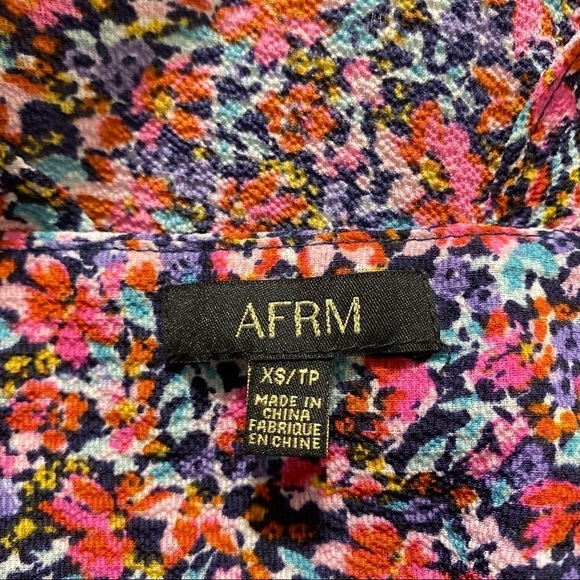 AFRM
XS/TP
MADE IN
CHINA
FABRIQUE
EN CHINE